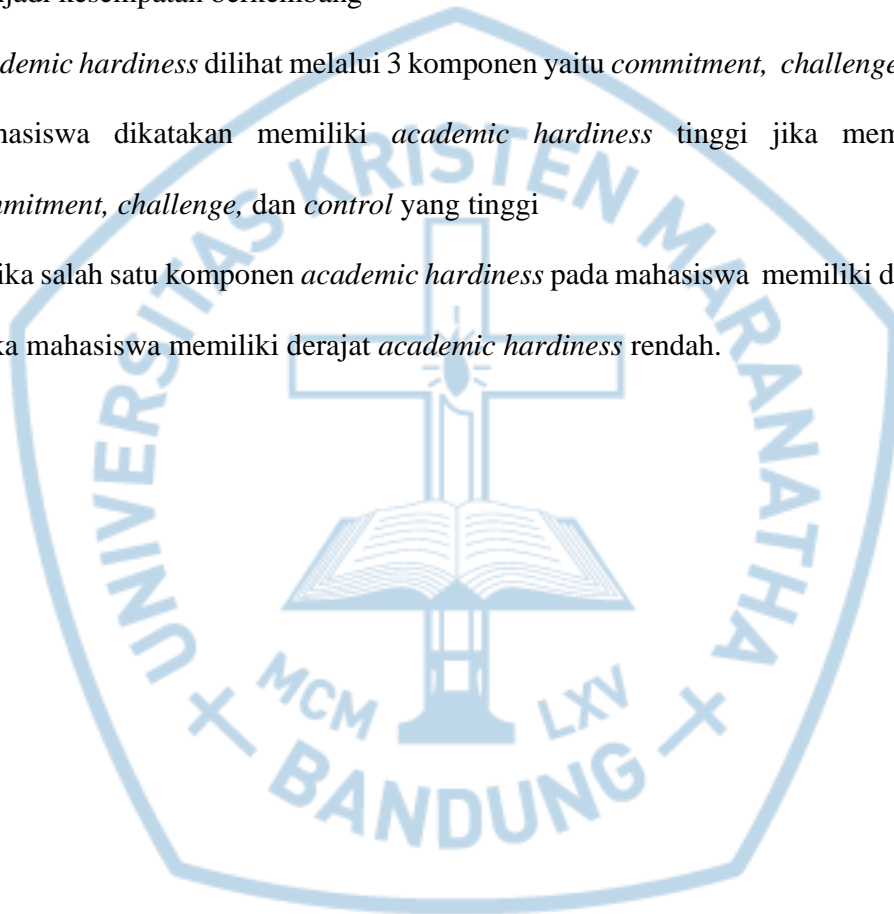 jadi kesempatan berkembang
demic hardiness dilihat melalui 3 komponen yaitu commitment, challenge
asiswa dikatakan memiliki academic hardiness tinggi jika mem
mitment, challenge, dan control yang tinggi
ika salah satu komponen academic hardiness pada mahasiswa memiliki d
ka mahasiswa memiliki derajat academic hardiness rendah.
UNIVERSITAS KRISTEN MARANATHA
MCM LXV
BANDUNG